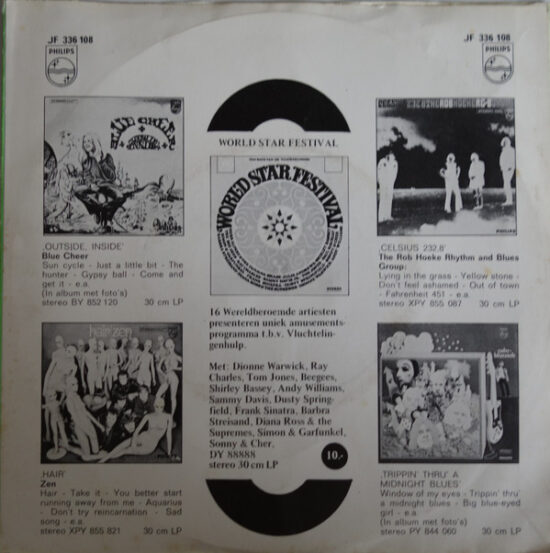 JF 336 108
PHILIPS
JF 336 108
PHILIPS
BLUE CHEER
‚OUTSIDE, INSIDE'
Blue Cheer
Sun cycle - Just a little bit - The
hunter - Gypsy ball - Come and
get it - e.a.
(In album met foto's)
stereo BY 852 120 30 cm LP
hair/zen
‚HAIR'
Zen
Hair - Take it - You better start
running away from me - Aquarius
- Don't try reincarnation - Sad
song - e.a.
stereo XPY 855 821 30 cm LP
WORLD STAR FESTIVAL
WORLD STAR FESTIVAL
16 Wereldberoemde artiesten
presenteren uniek amusements-
programma t.b.v. Vluchtelin-
genhulp.
Met: Dionne Warwick, Ray
Charles, Tom Jones, Beegees,
Shirley Bassey, Andy Williams,
Sammy Davis, Dusty Spring-
field, Frank Sinatra, Barbra
Streisand, Diana Ross & the
Supremes, Simon & Garfunkel,
Sonny & Cher,
DY 88888
stereo 30 cm LP
10.-
‚CELSIUS 232,8'
The Rob Hoeke Rhythm and Blues
Group:
Lying in the grass - Yellow stone -
Don't feel ashamed - Out of town
- Fahrenheit 451 - e.a.
stereo XPY 855 087 30 cm LP
cuby+
blizzards
‚TRIPPIN' THRU' A
MIDNIGHT BLUES'
Window of my eyes - Trippin' thru'
a midnight blues - Big blue-eyed
girl - e.a.
(In album met foto's)
stereo PY 844 060 30 cm LP